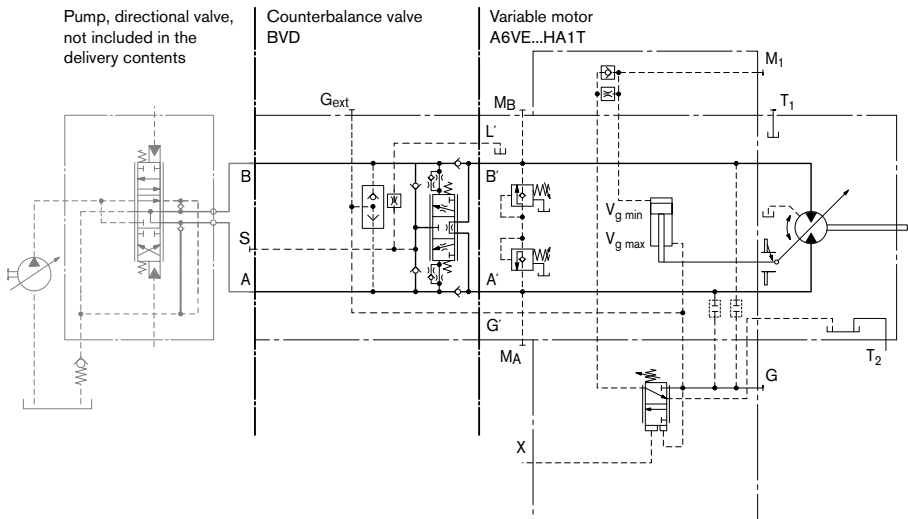 Pump, directional valve,
not included in the
delivery contents
Counterbalance valve
BVD
Variable motor
A6VE...HA1T
Gext
MB
M1
T1
L′
B
B′
S
Vg min
Vg max
A
A′
G′
MA
T2
G
X